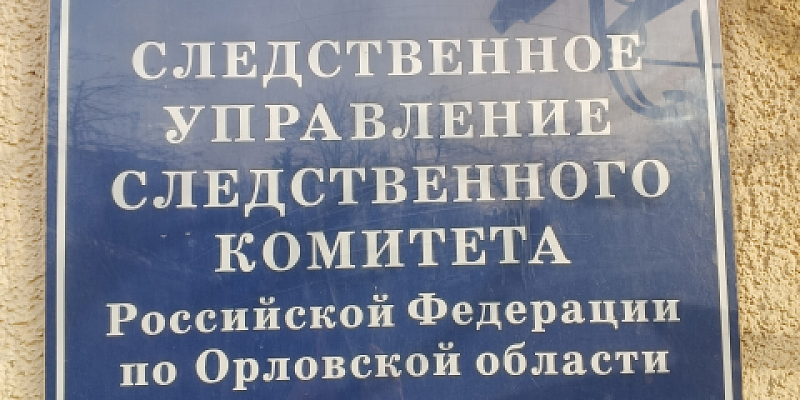 СЛЕДСТВЕННОЕ
УПРАВЛЕНИЕ
СЛЕДСТВЕННОГО
КОМИТЕТА
Российской Федерации
по Орловской области